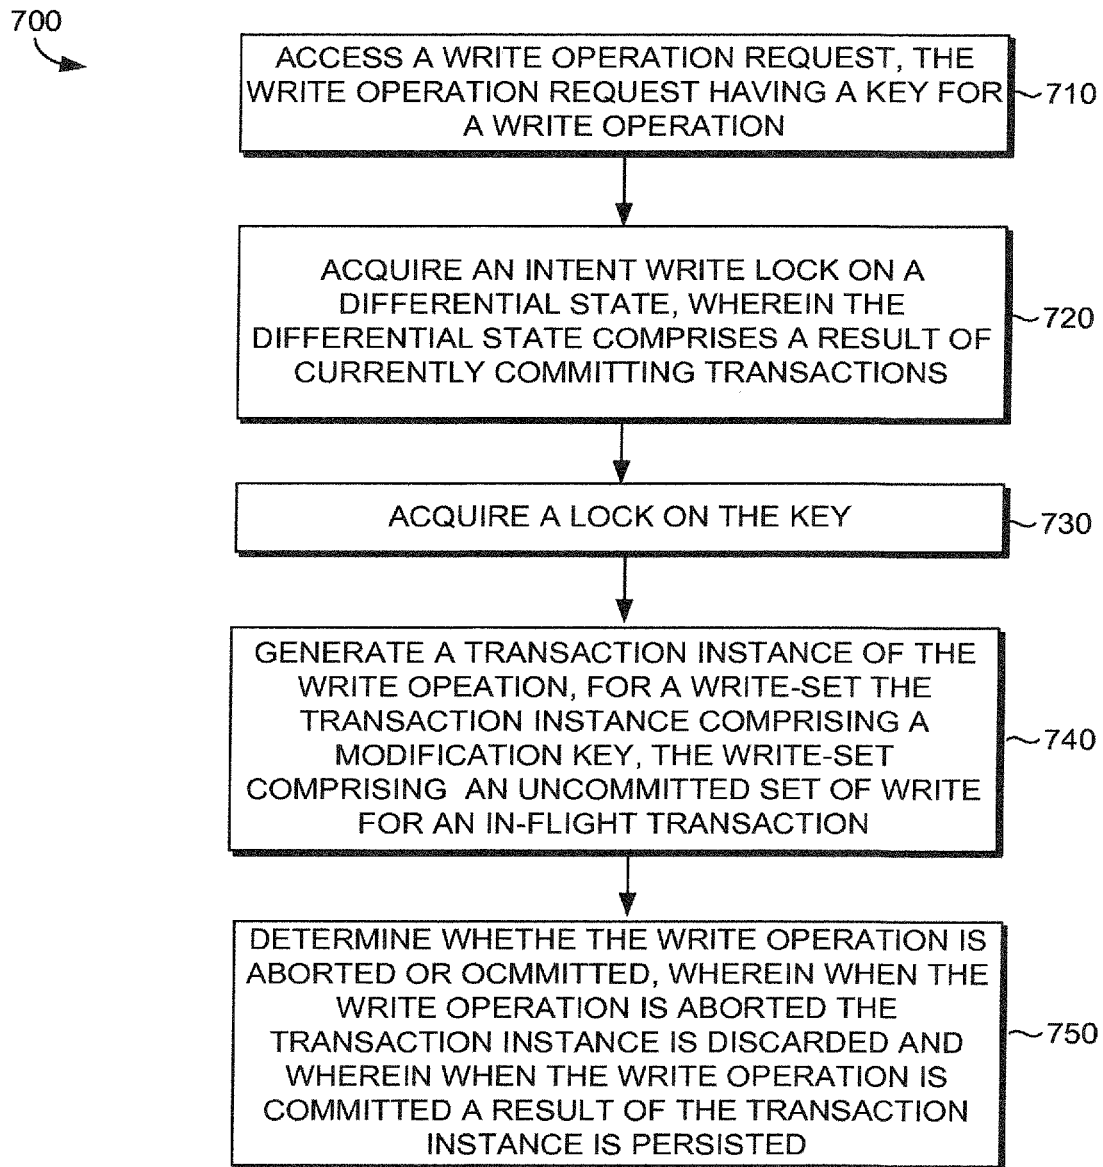 700
ACCESS A WRITE OPERATION REQUEST, THE
WRITE OPERATION REQUEST HAVING A KEY FOR
A WRITE OPERATION
710
ACQUIRE AN INTENT WRITE LOCK ON A
DIFFERENTIAL STATE, WHEREIN THE
DIFFERENTIAL STATE COMPRISES A RESULT OF
CURRENTLY COMMITTING TRANSACTIONS
720
ACQUIRE A LOCK ON THE KEY
730
GENERATE A TRANSACTION INSTANCE OF THE
WRITE OPEATION, FOR A WRITE-SET THE
TRANSACTION INSTANCE COMPRISING A
MODIFICATION KEY, THE WRITE-SET
COMPRISING AN UNCOMMITTED SET OF WRITE
FOR AN IN-FLIGHT TRANSACTION
740
DETERMINE WHETHE THE WRITE OPERATION IS
ABORTED OR OCMMITTED, WHEREIN WHEN THE
WRITE OPERATION IS ABORTED THE
TRANSACTION INSTANCE IS DISCARDED AND
WHEREIN WHEN THE WRITE OPERATION IS
COMMITTED A RESULT OF THE TRANSACTION
INSTANCE IS PERSISTED
750